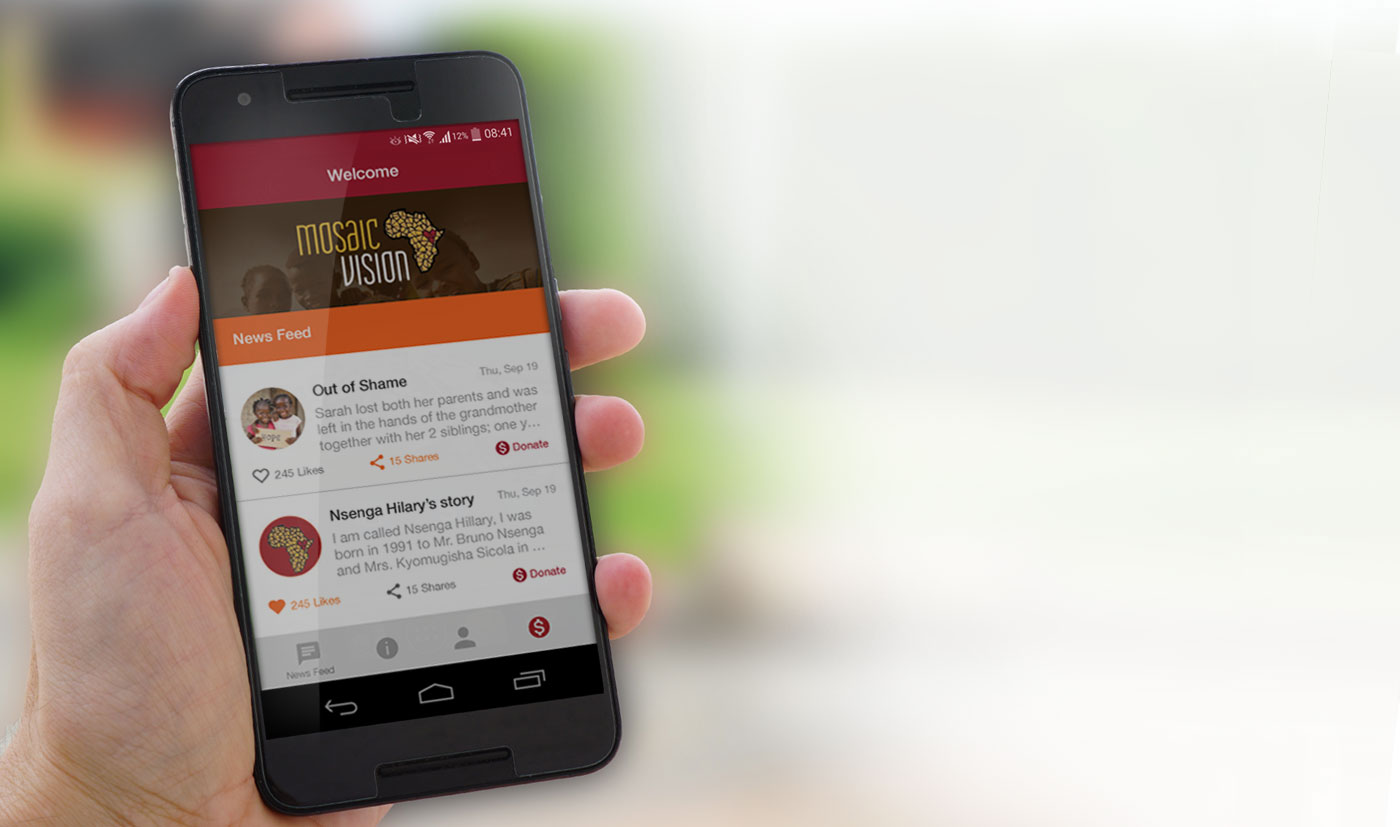 12% 08:41
Welcome
mosaic
vision
News Feed
Out of Shame
Thu, Sep 19
Sarah lost both her parents and was
left in the hands of the grandmother
together with her 2 siblings; one y...
245 Likes
15 Shares
Donate
Nsenga Hilary's story
Thu, Sep 19
I am called Nsenga Hillary, I was
born in 1991 to Mr. Bruno Nsenga
and Mrs. Kyomugisha Sicola in ...
245 Likes
15 Shares
Donate
News Feed